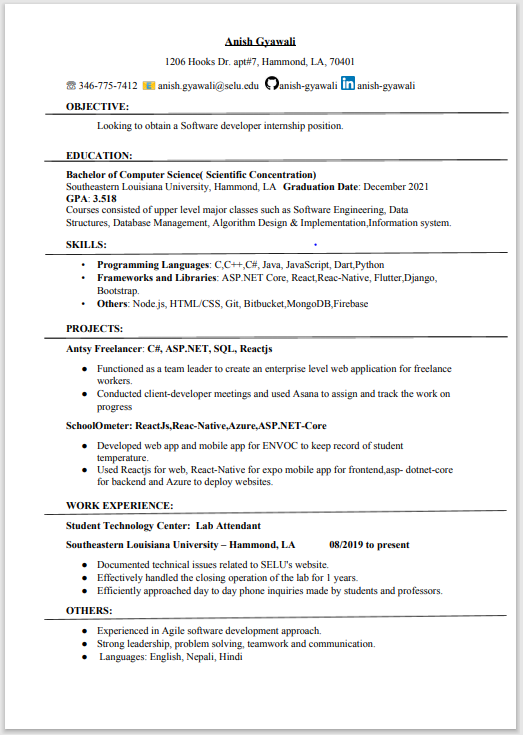 Anish Gyawali
1206 Hooks Dr. apt#7, Hammond, LA, 70401
346-775-7412 anish.gyawali@selu.edu anish-gyawali in anish-gyawali
OBJECTIVE:
Looking to obtain a Software developer internship position.
EDUCATION:
Bachelor of Computer Science( Scientific Concentration)
Southeastern Louisiana University, Hammond, LA Graduation Date: December 2021
GPA: 3.518
Courses consisted of upper level major classes such as Software Engineering, Data
Structures, Database Management, Algorithm Design & Implementation,Information system.
SKILLS:
• Programming Languages: C,C++,C#, Java, JavaScript, Dart,Python
• Frameworks and Libraries: ASP.NET Core, React,Reac-Native, Flutter,Django,
Bootstrap.
• Others: Node.js, HTML/CSS, Git, Bitbucket,MongoDB,Firebase
PROJECTS:
Antsy Freelancer: C#, ASP.NET, SQL, Reactjs
● Functioned as a team leader to create an enterprise level web application for freelance
workers.
● Conducted client-developer meetings and used Asana to assign and track the work on
progress
SchoolOmeter: ReactJs,Reac-Native,Azure,ASP.NET-Core
● Developed web app and mobile app for ENVOC to keep record of student
temperature.
● Used Reactjs for web, React-Native for expo mobile app for frontend,asp- dotnet-core
for backend and Azure to deploy websites.
WORK EXPERIENCE:
Student Technology Center: Lab Attendant
Southeastern Louisiana University – Hammond, LA 08/2019 to present
● Documented technical issues related to SELU's website.
● Effectively handled the closing operation of the lab for 1 years.
● Efficiently approached day to day phone inquiries made by students and professors.
OTHERS:
● Experienced in Agile software development approach.
● Strong leadership, problem solving, teamwork and communication.
● Languages: English, Nepali, Hindi